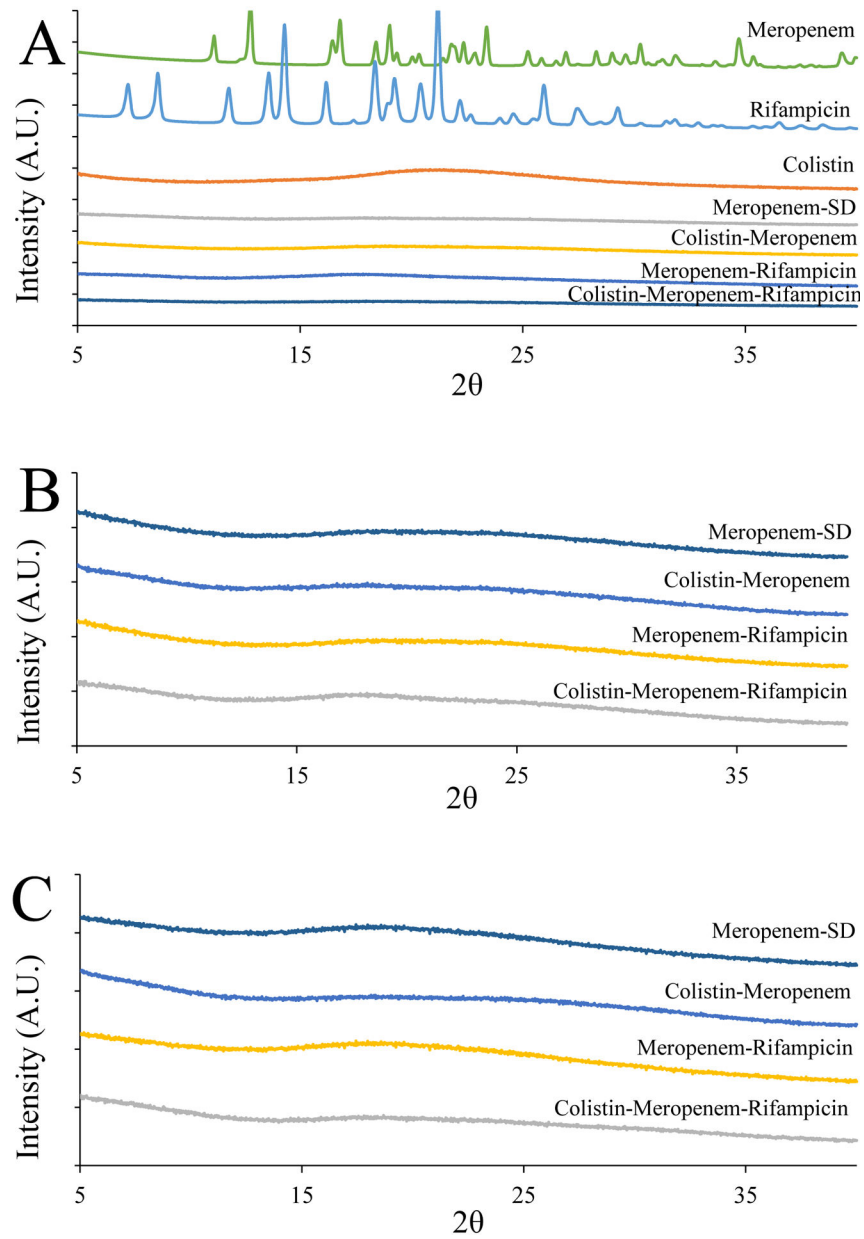 A
Intensity (A.U.)
Meropenem
Rifampicin
Colistin
Meropenem-SD
Colistin-Meropenem
Meropenem-Rifampicin
Colistin-Meropenem-Rifampicin
5 15 25 35
2θ
B
Intensity (A.U.)
Meropenem-SD
Colistin-Meropenem
Meropenem-Rifampicin
Colistin-Meropenem-Rifampicin
5 15 25 35
2θ
C
Intensity (A.U.)
Meropenem-SD
Colistin-Meropenem
Meropenem-Rifampicin
Colistin-Meropenem-Rifampicin
5 15 25 35
2θ